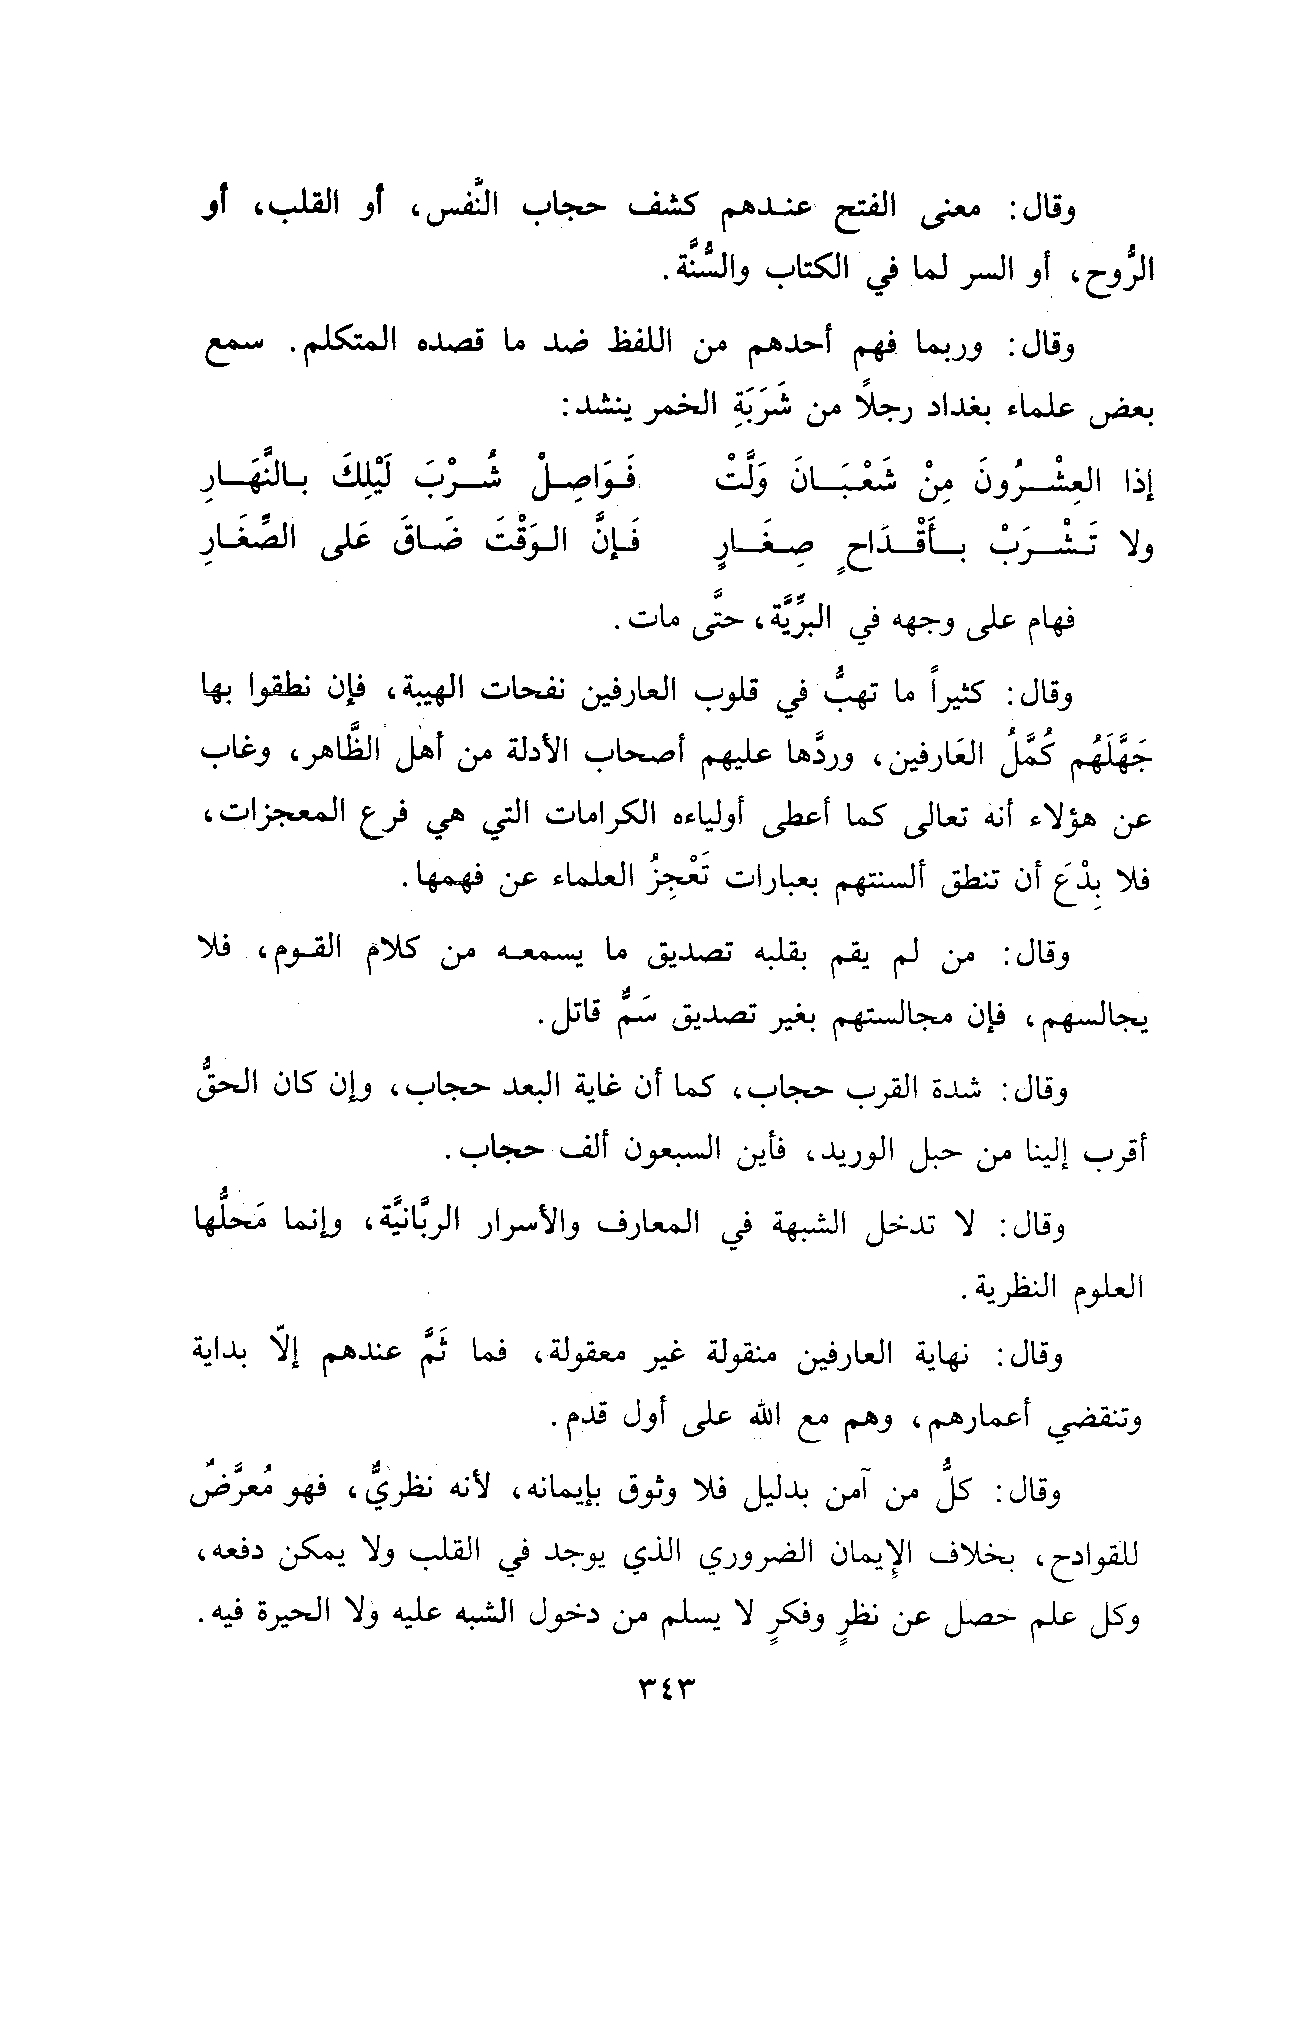 وقال: معنى الفتح عندهم كشف حجاب النَّفس، أو القلب، أو
الرُّوح، أو السر لما في الكتاب والسُّنَّة.
وقال: وربما فهم أحدهم من اللفظ ضد ما قصده المتكلم. سمع
بعض علماء بغداد رجلاً من شَرَبَةِ الخمر ينشد:
إذا العِشْرُونَ مِنْ شَعْبَانَ وَلَّتْ فَوَاصِلْ شُرْبَ لَيْلِكَ بالنَّهَارِ
ولا تَشْرَبْ بِأَقْدَاحٍ صِغَارٍ فَإنَّ الوَقْتَ ضَاقَ عَلى الصِّغَارِ
فهام على وجهه في البرِّيَّة، حتَّى مات.
وقال: كثيراً ما تهبُّ في قلوب العارفين نفحات الهيبة، فإن نطقوا بها
جَهَّلَهُم كُمَّلُ العَارفين، وردَّها عليهم أصحاب الأدلة من أهل الظَّاهر، وغاب
عن هؤلاء أنه تعالى كما أعطى أولياءه الكرامات التي هي فرع المعجزات،
فلا بِدْعَ أن تنطق ألسنتهم بعبارات تَعْجِزُ العلماء عن فهمها.
وقال: من لم يقم بقلبه تصديق ما يسمعه من كلام القوم، فلا
يجالسهم، فإن مجالستهم بغير تصديق سَمٌّ قاتل.
وقال: شدة القرب حجاب، كما أن غاية البعد حجاب، وإن كان الحقُّ
أقرب إلينا من حبل الوريد، فأين السبعون ألف حجاب.
وقال: لا تدخل الشبهة في المعارف والأسرار الربَّانيَّة، وإنما مَحلُّها
العلوم النظرية.
وقال: نهاية العارفين منقولة غير معقولة، فما ثَمَّ عندهم إلاّ بداية
وتنقضي أعمارهم، وهم مع الله على أول قدم.
وقال: كلُّ من آمن بدليل فلا وثوق بإيمانه، لأنه نظريٌّ، فهو مُعرَّضٌ
للقوادح، بخلاف الإيمان الضروري الذي يوجد في القلب ولا يمكن دفعه،
وكل علم حصل عن نظرٍ وفكرٍ لا يسلم من دخول الشبه عليه ولا الحيرة فيه.
٣٤٣